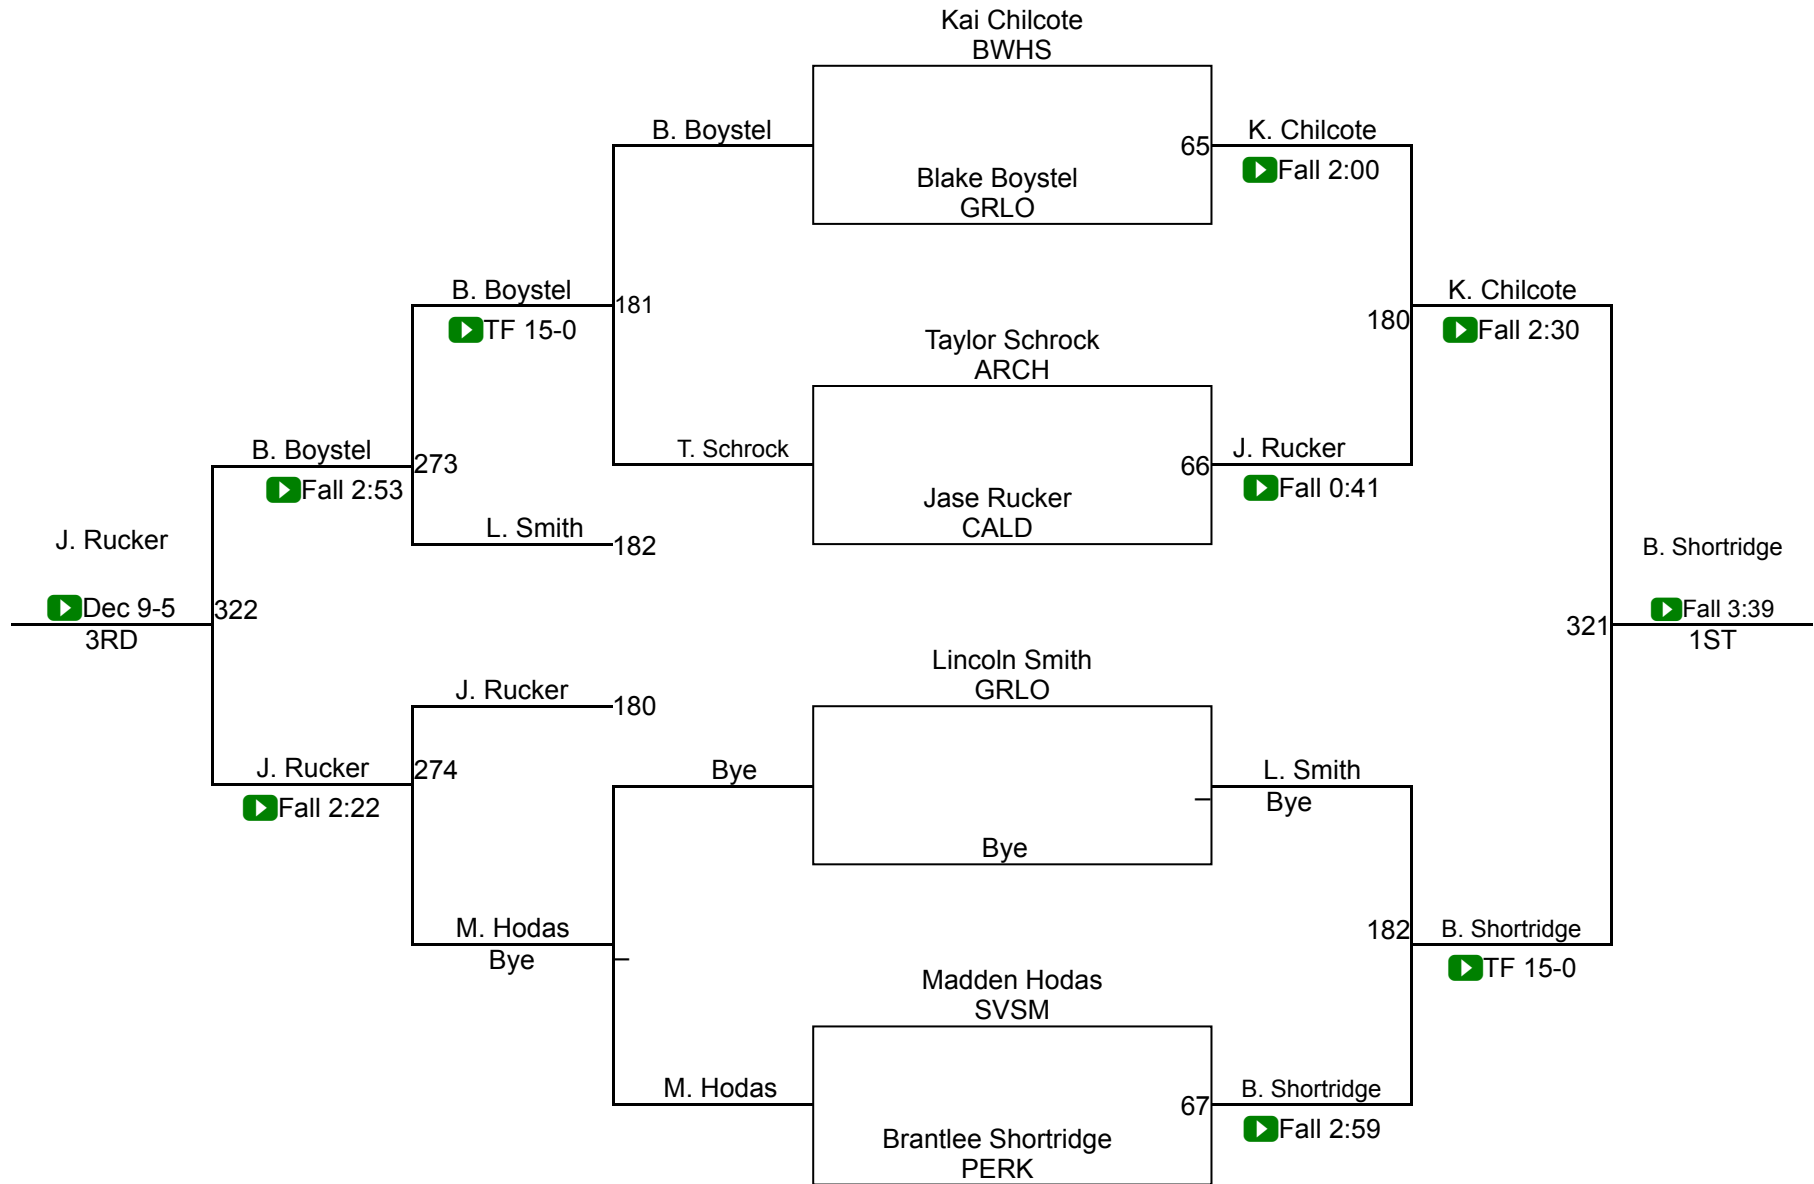 Kai Chilcote
BWHS
B. Boystel
65
K. Chilcote
Fall 2:00
Blake Boystel
GRLO
B. Boystel
181
TF 15-0
180
K. Chilcote
Fall 2:30
Taylor Schrock
ARCH
B. Boystel
273
Fall 2:53
T. Schrock
66
J. Rucker
Fall 0:41
Jase Rucker
CALD
L. Smith
182
J. Rucker
Dec 9-5
3RD
322
321
B. Shortridge
Fall 3:39
1ST
Lincoln Smith
GRLO
J. Rucker
180
J. Rucker
274
Fall 2:22
Bye
L. Smith
Bye
Bye
M. Hodas
Bye
182
B. Shortridge
TF 15-0
Madden Hodas
SVSM
M. Hodas
67
B. Shortridge
Fall 2:59
Brantlee Shortridge
PERK